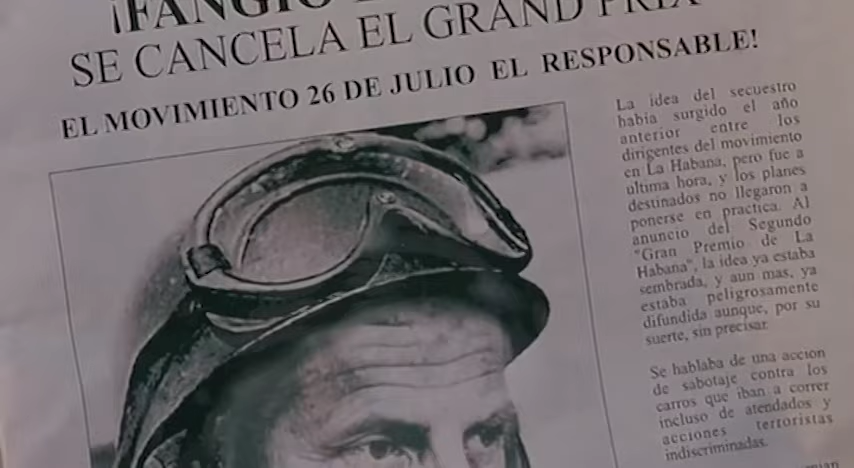 ¡FANGIO
SE CANCELA EL GRAND PRIX
EL MOVIMIENTO 26 DE JULIO EL RESPONSABLE!
La idea del secuestro
habia surgido el año
anterior entre los
dirigentes del movimiento
en La Habana, pero fue a
ultima hora, y los planes
destinados no llegaron a
ponerse en practica. Al
anuncio del Segundo
"Gran Premio de La
Habana", la idea ya estaba
sembrada, y aun mas, ya
estaba peligrosamente
difundida aunque, por su
suerte, sin precisar.
Se hablaba de una accion
de sabotaje contra los
carros que iban a correr
incluso de atendados y
acciones terroristas
indiscriminadas.